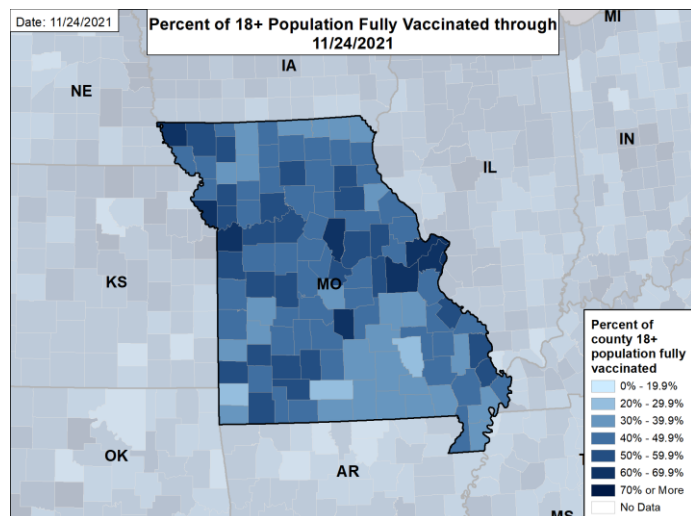 Date: 11/24/2021
Percent of 18+ Population Fully Vaccinated through
11/24/2021
MI
IA
NE
IN
IL
KS
MO
OK
AR
MS
Percent of
county 18+
population fully
vaccinated
0% - 19.9%
20% - 29.9%
30% - 39.9%
40% - 49.9%
50% - 59.9%
60% - 69.9%
70% or More
No Data